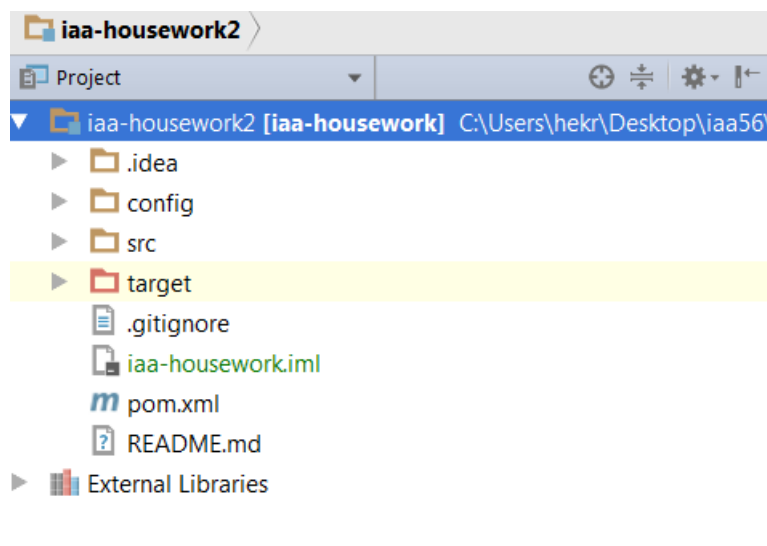 iaa-housework2
Project
iaa-housework2 [iaa-housework] C:\Users\hekr\Desktop\iaa56\
.idea
config
src
target
.gitignore
iaa-housework.iml
pom.xml
README.md
External Libraries